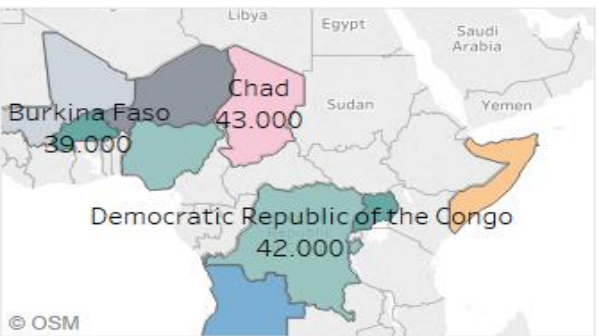 Libya
Egypt
Saudi
Arabia
Chad
43.000
Burkina Faso
39.000
Sudan
Yemen
Democratic Republic of the Congo
42.000
© OSM